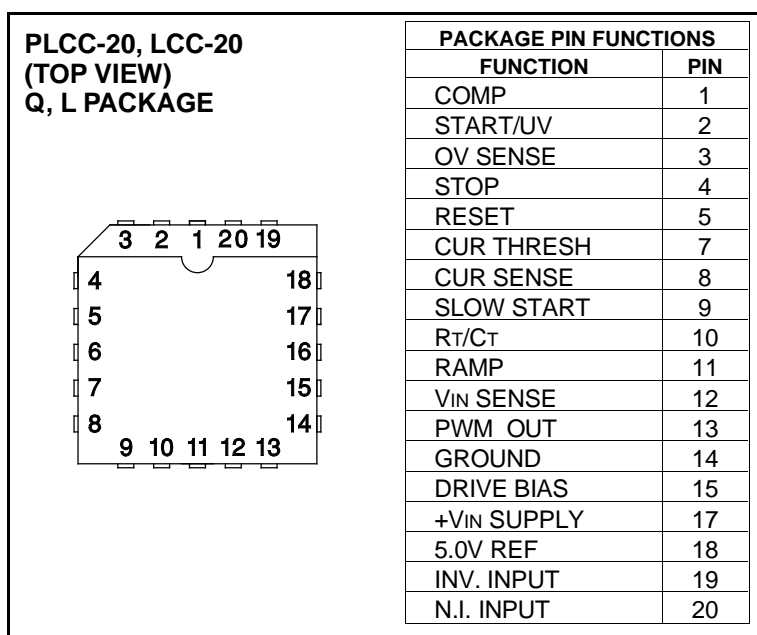 PLCC-20, LCC-20
(TOP VIEW)
Q, L PACKAGE
3 2 1 20 19
4 18
5 17
6 16
7 15
8 14
9 10 11 12 13
PACKAGE PIN FUNCTIONS
FUNCTION PIN
COMP 1
START/UV 2
OV SENSE 3
STOP 4
RESET 5
CUR THRESH 7
CUR SENSE 8
SLOW START 9
RT/CT 10
RAMP 11
VIN SENSE 12
PWM OUT 13
GROUND 14
DRIVE BIAS 15
+VIN SUPPLY 17
5.0V REF 18
INV. INPUT 19
N.I. INPUT 20